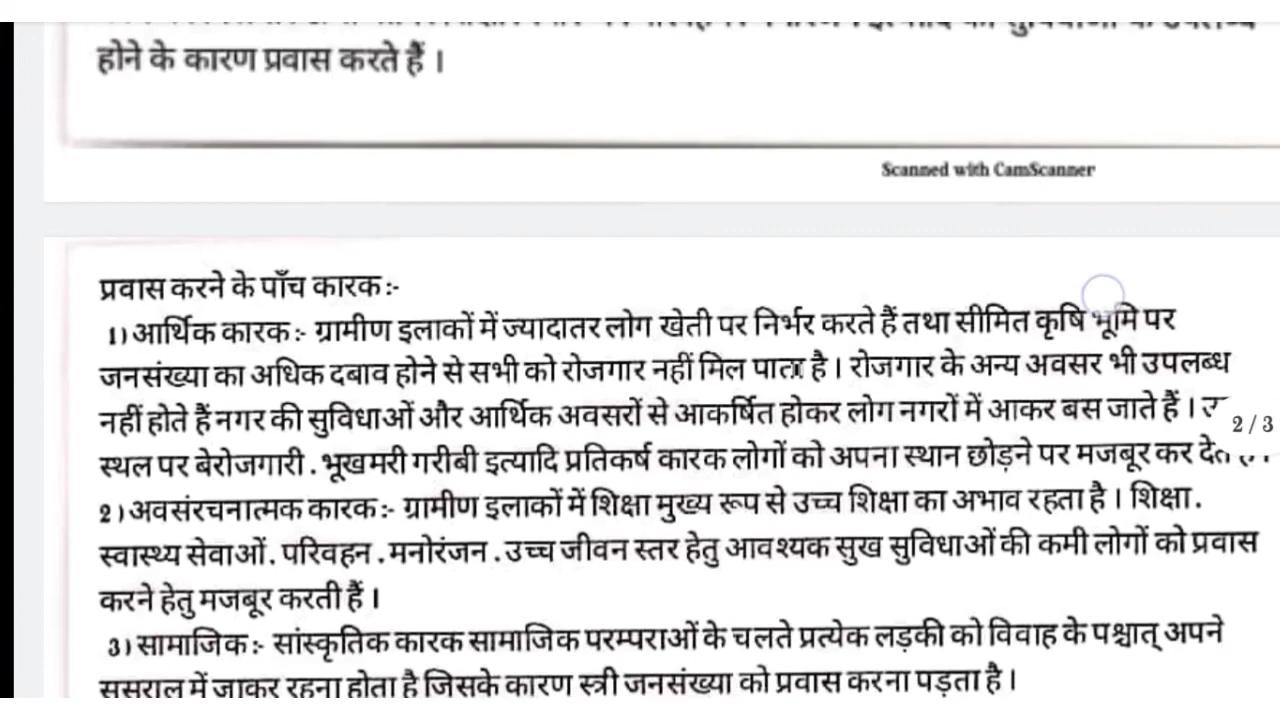 होने के कारण प्रवास करते हैं ।
Scanned with CamScanner
प्रवास करने के पाँच कारक :-
1) आर्थिक कारक :- ग्रामीण इलाकों में ज्यादातर लोग खेती पर निर्भर करते हैं तथा सीमित कृषि भूमि पर
जनसंख्या का अधिक दबाव होने से सभी को रोजगार नहीं मिल पाता है । रोजगार के अन्य अवसर भी उपलब्ध
नहीं होते हैं नगर की सुविधाओं और आर्थिक अवसरों से आकर्षित होकर लोग नगरों में आकर बस जाते हैं ।
2 / 3
स्थल पर बेरोजगारी . भूखमरी गरीबी इत्यादि प्रतिकर्ष कारक लोगों को अपना स्थान छोड़ने पर मजबूर कर
2) अवसंरचनात्मक कारक :- ग्रामीण इलाकों में शिक्षा मुख्य रूप से उच्च शिक्षा का अभाव रहता है । शिक्षा .
स्वास्थ्य सेवाओं . परिवहन . मनोरंजन . उच्च जीवन स्तर हेतु आवश्यक सुख सुविधाओं की कमी लोगों को प्रवास
करने हेतु मजबूर करती हैं ।
3) सामाजिक :- सांस्कृतिक कारक सामाजिक परम्पराओं के चलते प्रत्येक लड़की को विवाह के पश्चात् अपने
ससुराल में जाकर रहना होता है जिसके कारण स्त्री जनसंख्या को प्रवास करना पड़ता है ।